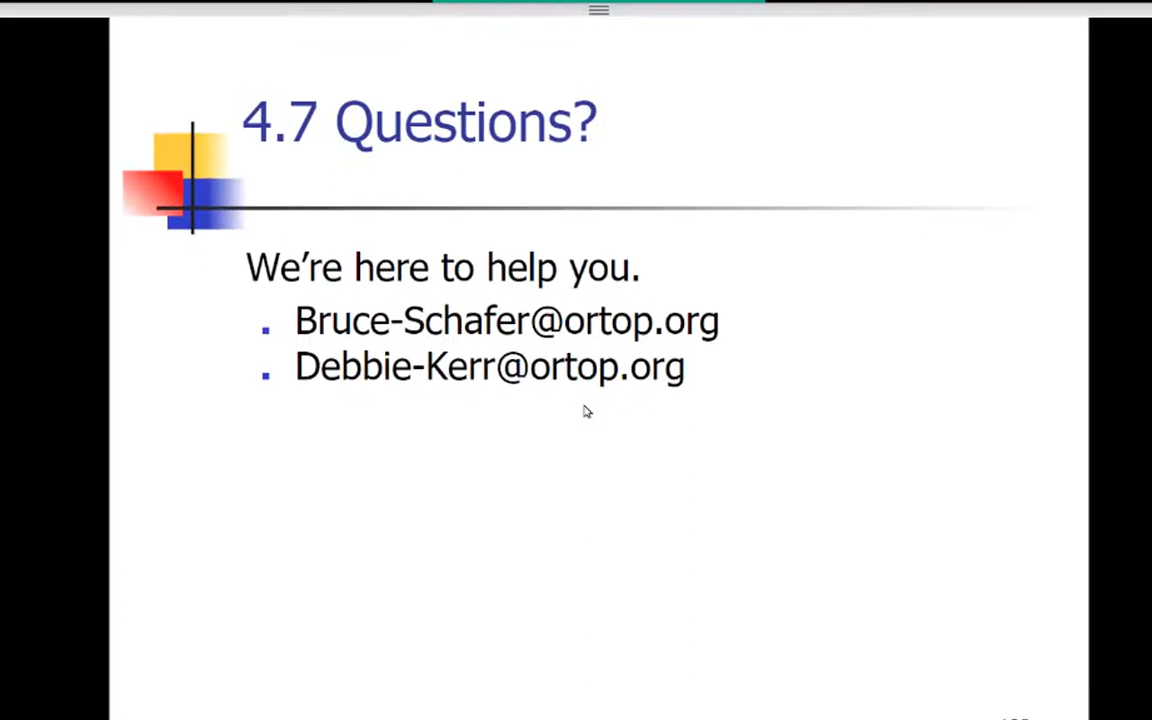 4.7 Questions?
We’re here to help you.
Bruce-Schafer@ortop.org
Debbie-Kerr@ortop.org